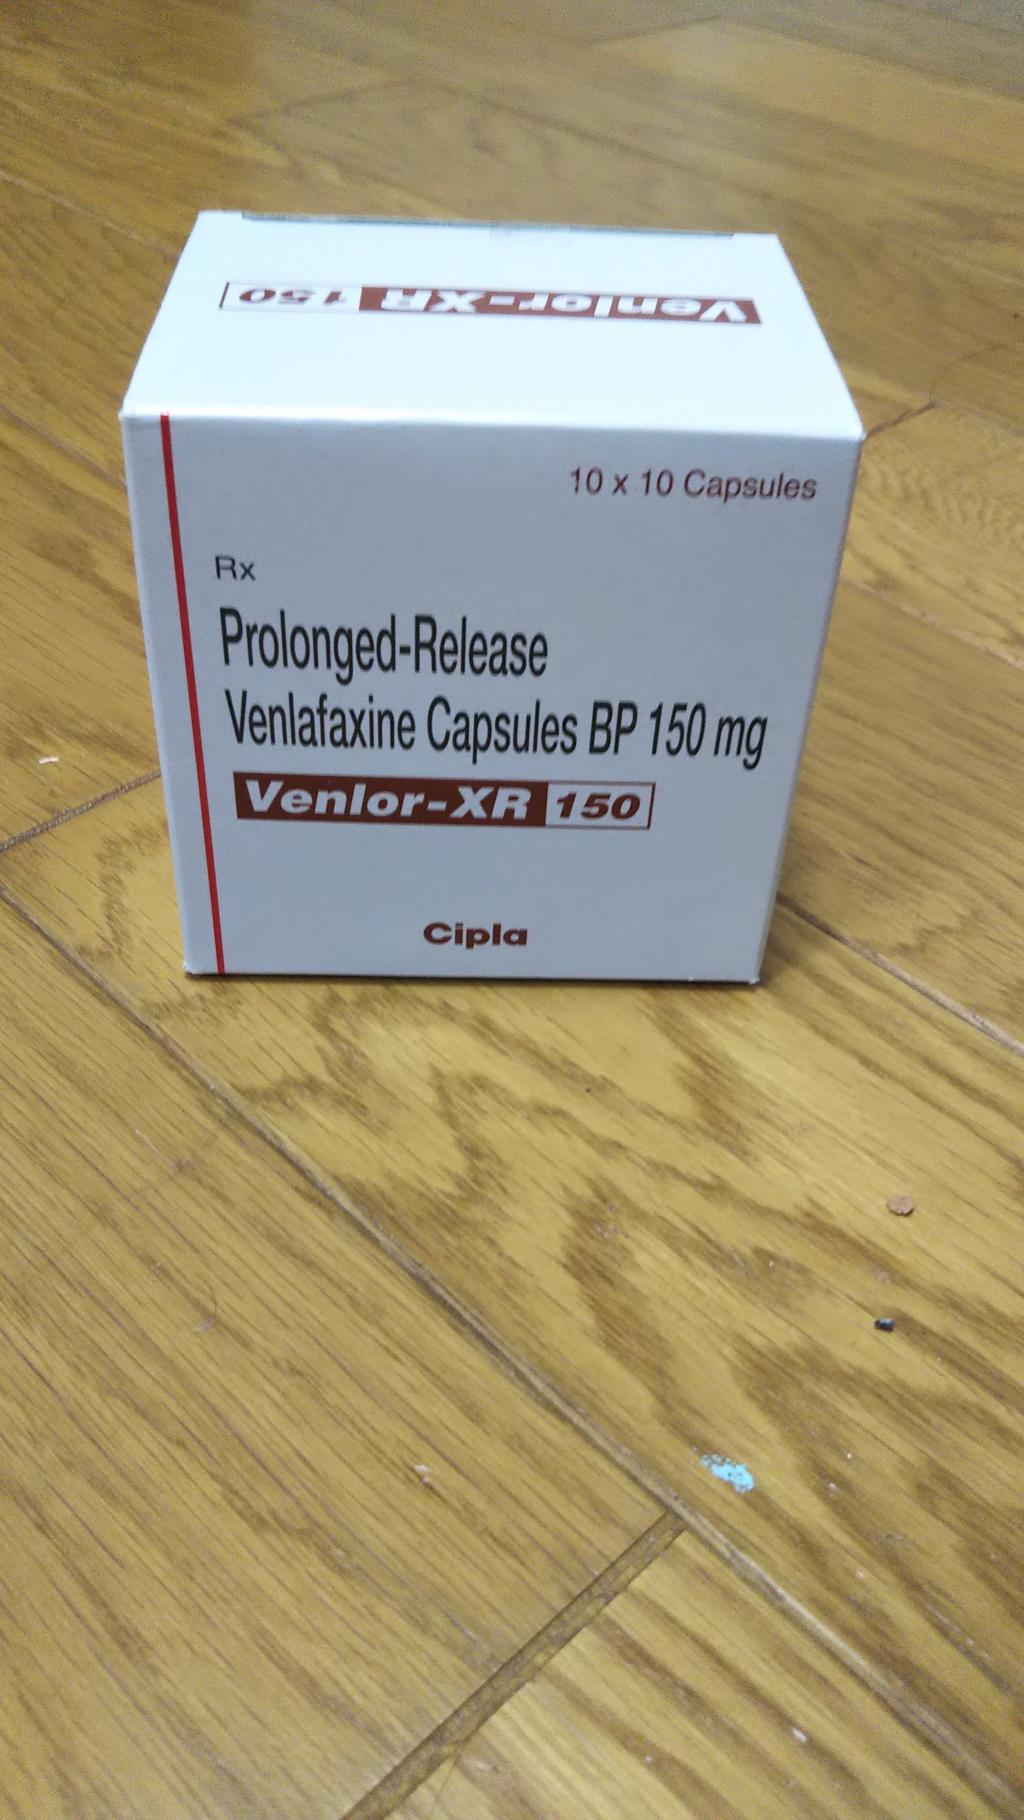 Venlor-XR 150
10 x 10 Capsules
Rx
Prolonged-Release
Venlafaxine Capsules BP 150 mg
Venlor-XR 150
Cipla